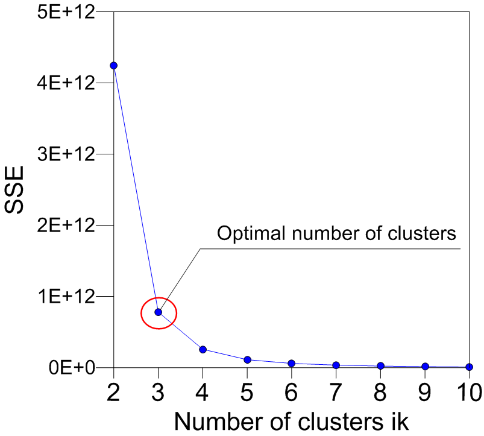 5E+12
4E+12
3E+12
2E+12
1E+12
0E+0
SSE
Optimal number of clusters
2 3 4 5 6 7 8 9 10
Number of clusters ik